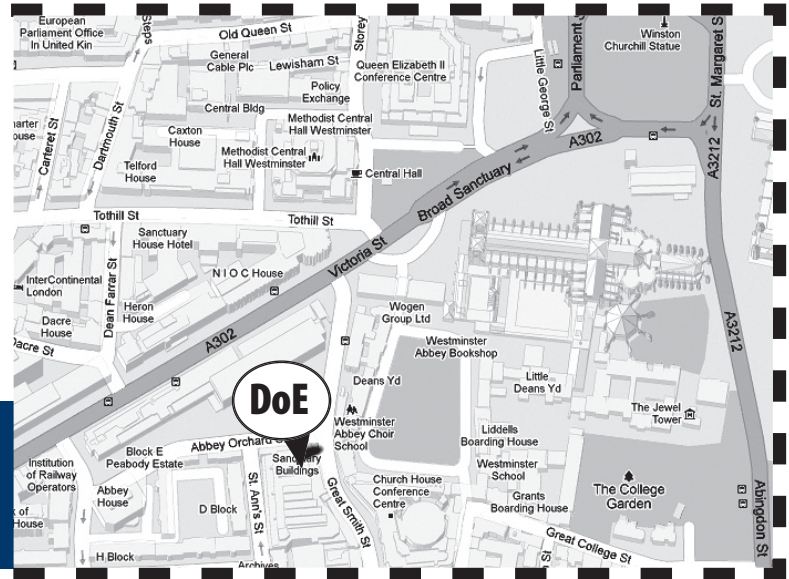 European
Parliament Office
In United Kin
Steps
Old Queen St
Storey
General
Cable Plc
Lewisham St
Queen Elizabeth II
Conference Centre
Little George St
Parliament
Winston
Churchill Statue
St. Margaret S
Policy
Exchange
Central Bldg
Carteret St
Dartmouth St
Caxton
House
Methodist Central
Hall Westminster
Methodist Central
Hall Westminster
A302
A3212
Telford
House
Central Hall
Broad Sanctuary
Tothill St
Tothill St
Sanctuary
House Hotel
Victoria St
InterContinental
London
Dean Farrar St
N I O C House
Heron
House
Dacre
House
Dacre St
A302
Wogen
Group Ltd
Westminster
Abbey Bookshop
A3212
Deans Yd
Little
Deans Yd
DoE
The Jewel
Tower
Westminster
Abbey Choir
School
Liddells
Boarding House
Abbey Orchard
Block E
Peabody Estate
Sanctuary
Buildings
Institution
of Railway
Operators
Abbey
House
D Block
St. Ann's St
Great Smith St
Church House
Conference
Centre
Westminster
School
Grants
Boarding House
The College
Garden
Abingdon St
House
H Block
Archives
Great College St